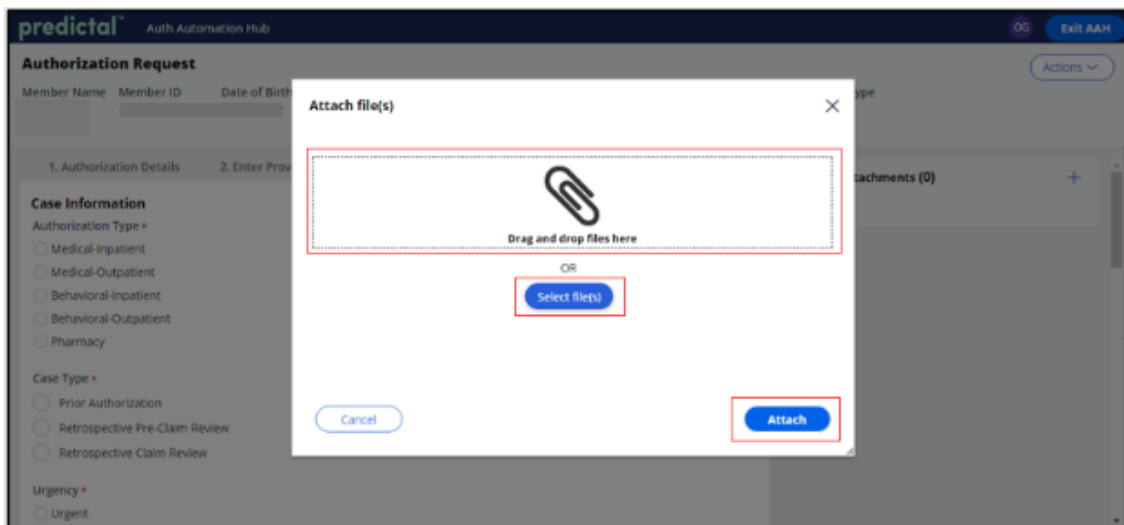 predictal™ Auth Automation Hub OG Exit AAH
Authorization Request Actions
Member Name Member ID Date of Birth ype
Attach file(s)
1. Authorization Details 2. Enter Prov tachments (0)
Drag and drop files here
OR
Select file(s)
Case Information
Authorization Type *
Medical-Inpatient
Medical-Outpatient
Behavioral-Inpatient
Behavioral-Outpatient
Pharmacy
Case Type *
Prior Authorization
Retrospective Pre-Claim Review
Retrospective Claim Review
Cancel Attach
Urgency *
Urgent